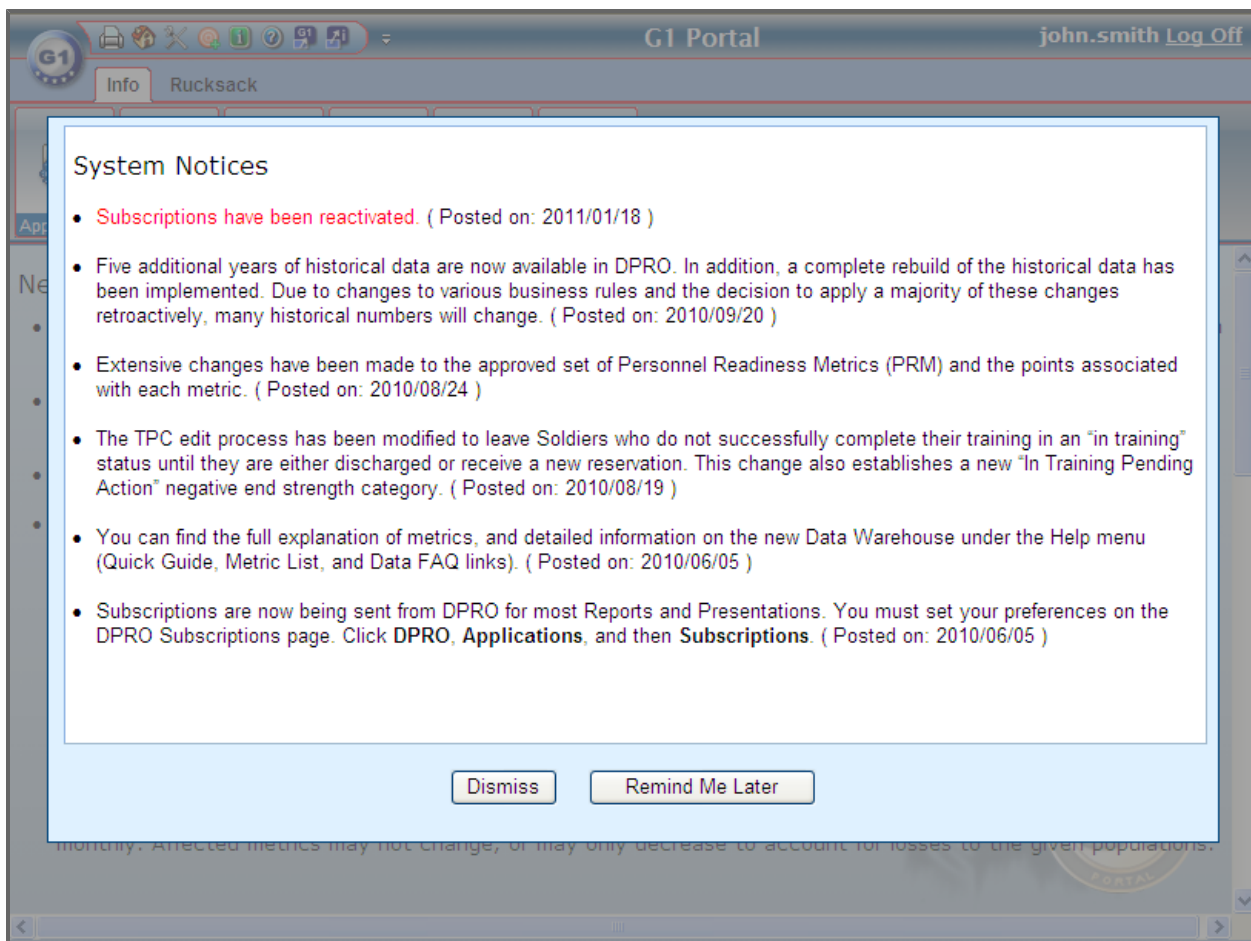 G1 Portal
john.smith Log Off
G1
Info Rucksack
App
System Notices
• Subscriptions have been reactivated. ( Posted on: 2011/01/18 )
• Five additional years of historical data are now available in DPRO. In addition, a complete rebuild of the historical data has
been implemented. Due to changes to various business rules and the decision to apply a majority of these changes
retroactively, many historical numbers will change. ( Posted on: 2010/09/20 )
• Extensive changes have been made to the approved set of Personnel Readiness Metrics (PRM) and the points associated
with each metric. ( Posted on: 2010/08/24 )
• The TPC edit process has been modified to leave Soldiers who do not successfully complete their training in an “in training”
status until they are either discharged or receive a new reservation. This change also establishes a new “In Training Pending
Action” negative end strength category. ( Posted on: 2010/08/19 )
• You can find the full explanation of metrics, and detailed information on the new Data Warehouse under the Help menu
(Quick Guide, Metric List, and Data FAQ links). ( Posted on: 2010/06/05 )
• Subscriptions are now being sent from DPRO for most Reports and Presentations. You must set your preferences on the
DPRO Subscriptions page. Click DPRO, Applications, and then Subscriptions. ( Posted on: 2010/06/05 )
Ne
Dismiss Remind Me Later
monthly. Affected metrics may not change, or may only decrease to account for losses to the given populations.
PORTAL